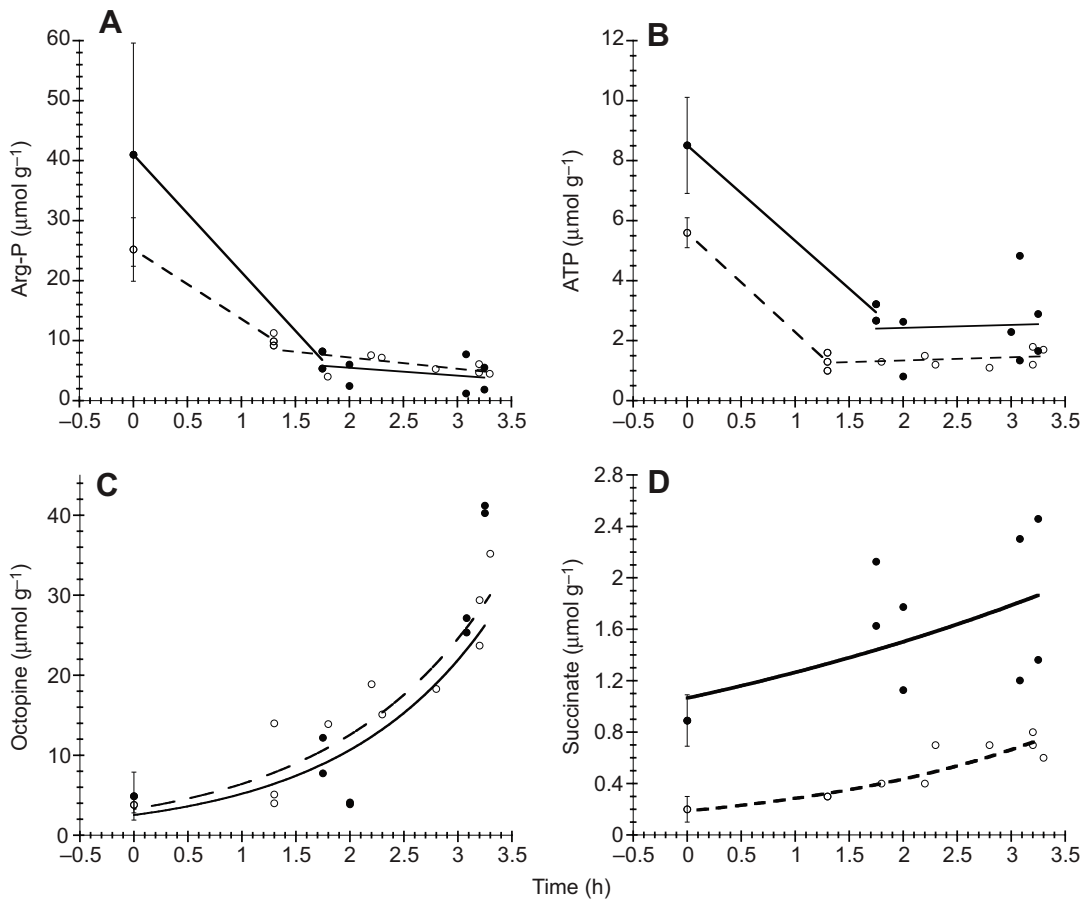 A
60
50
40
30
20
10
0
Arg-P (μmol g–1)
–0.5 0 0.5 1 1.5 2 2.5 3 3.5
B
12
10
8
6
4
2
0
ATP (μmol g–1)
–0.5 0 0.5 1 1.5 2 2.5 3 3.5
C
40
30
20
10
0
Octopine (μmol g–1)
–0.5 0 0.5 1 1.5 2 2.5 3 3.5
D
2.8
2.4
2
1.6
1.2
0.8
0.4
0
Succinate (μmol g–1)
–0.5 0 0.5 1 1.5 2 2.5 3 3.5
Time (h)